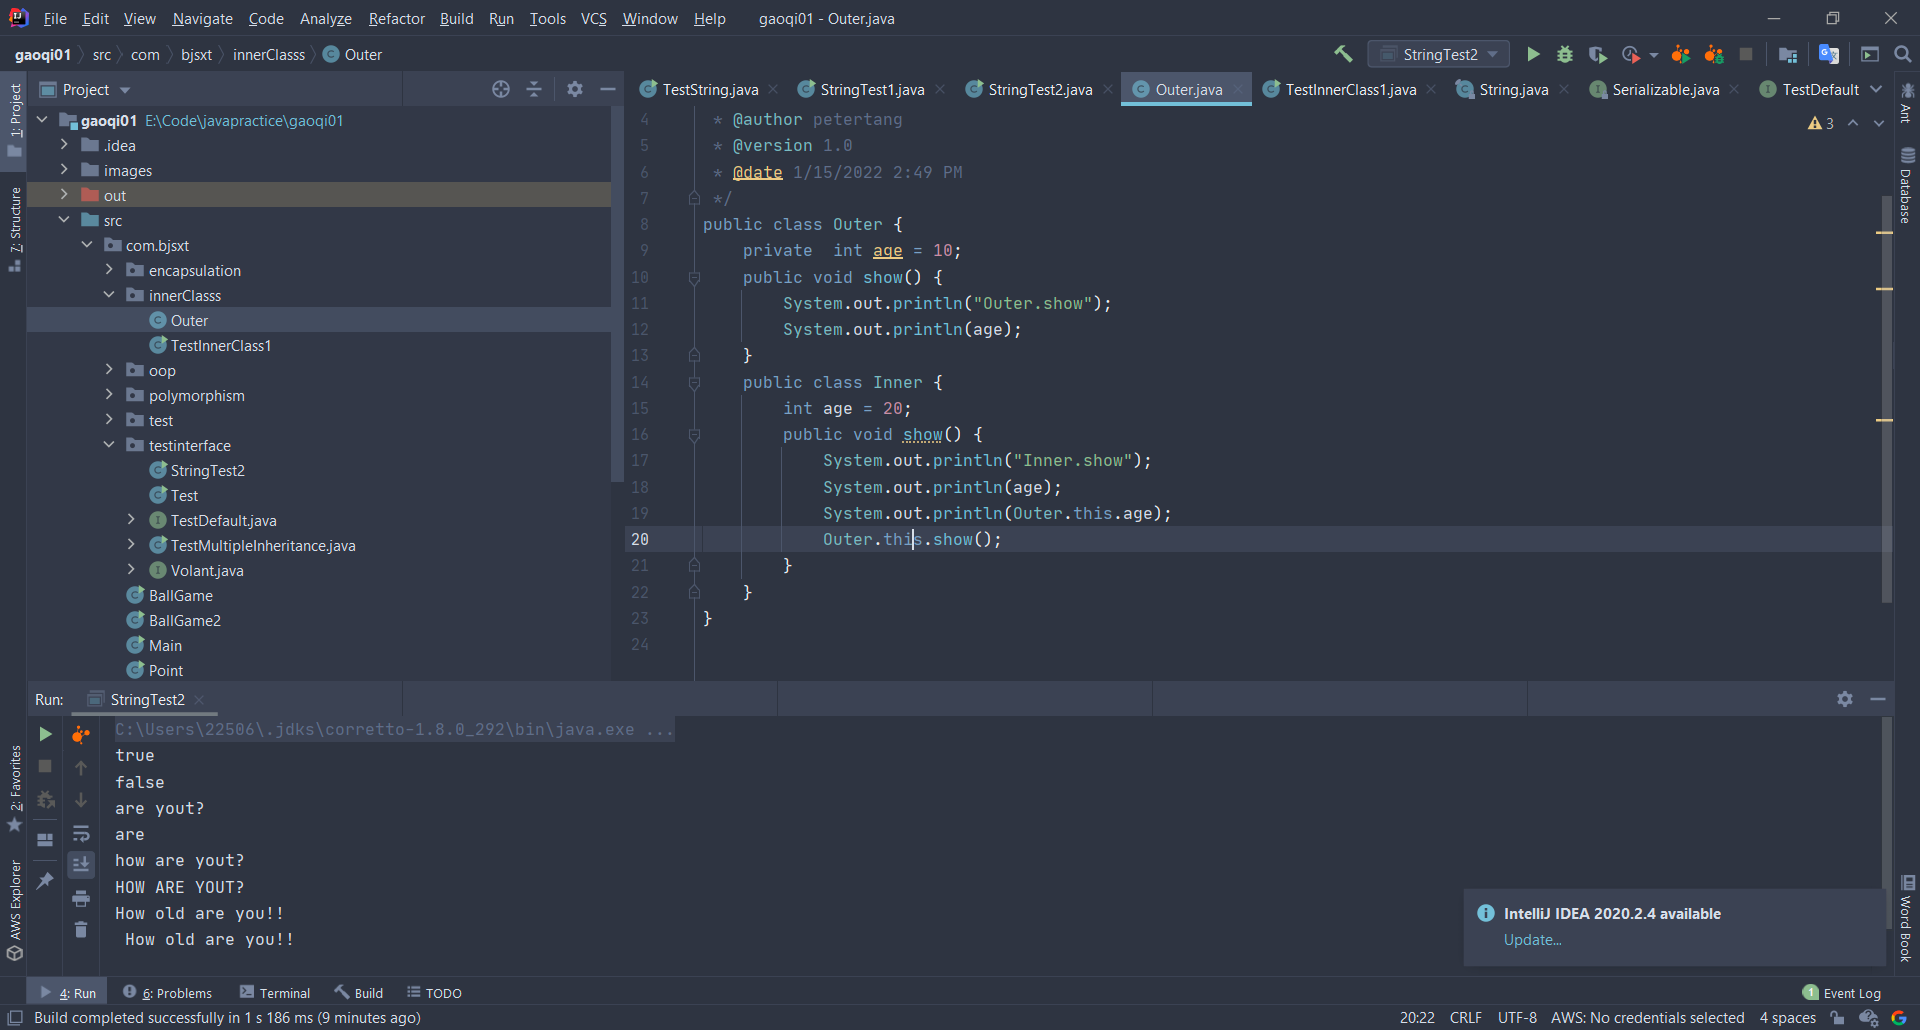 File Edit View Navigate Code Analyze Refactor Build Run Tools VCS Window Help gaoqi01 - Outer.java
gaoqi01 src com bjsxt innerClasss Outer
StringTest2
Project
TestString.java StringTest1.java StringTest2.java Outer.java TestInnerClass1.java String.java Serializable.java TestDefault
1: Project
7: Structure
2: Favorites
AWS Explorer
gaoqi01 E:\Code\javapractice\gaoqi01
.idea
images
out
src
com.bjsxt
encapsulation
innerClasss
Outer
TestInnerClass1
oop
polymorphism
test
testinterface
StringTest2
Test
TestDefault.java
TestMultipleInheritance.java
Volant.java
BallGame
BallGame2
Main
Point
3
4 * @author petertang
5 * @version 1.0
6 * @date 1/15/2022 2:49 PM
7 */
8 public class Outer {
9 private  int age = 10;
10 public void show() {
11 System.out.println("Outer.show");
12 System.out.println(age);
13 }
14 public class Inner {
15 int age = 20;
16 public void show() {
17 System.out.println("Inner.show");
18 System.out.println(age);
19 System.out.println(Outer.this.age);
20 Outer.this.show();
21 }
22 }
23 }
24
Ant
Database
Word Book
Run: StringTest2
C:\Users\22506\.jdks\corretto-1.8.0_292\bin\java.exe ...
true
false
are yout?
are
how are yout?
HOW ARE YOUT?
How old are you!!
How old are you!!
IntelliJ IDEA 2020.2.4 available
Update...
4: Run 6: Problems Terminal Build TODO 1 Event Log
Build completed successfully in 1 s 186 ms (9 minutes ago) 20:22 CRLF UTF-8 AWS: No credentials selected 4 spaces